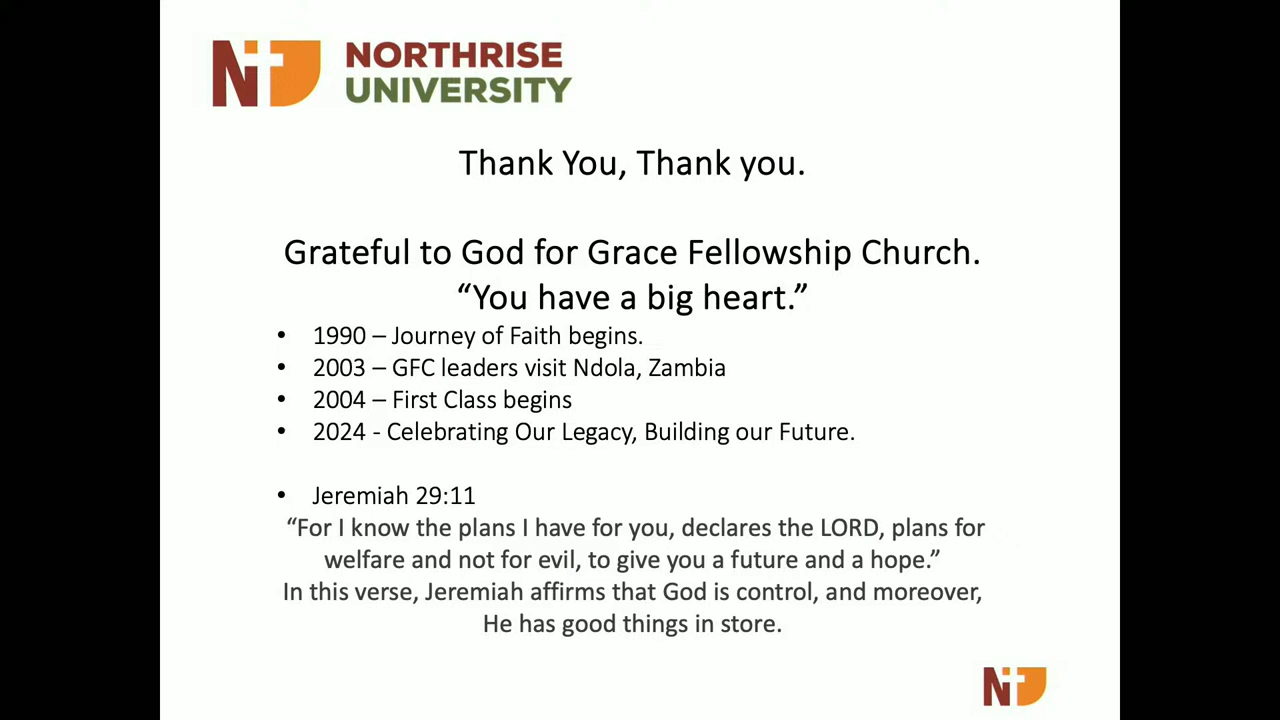 NORTHRISE
UNIVERSITY
Thank You, Thank you.
Grateful to God for Grace Fellowship Church.
“You have a big heart.”
• 1990 – Journey of Faith begins.
• 2003 – GFC leaders visit Ndola, Zambia
• 2004 – First Class begins
• 2024 - Celebrating Our Legacy, Building our Future.
• Jeremiah 29:11
“For I know the plans I have for you, declares the LORD, plans for
welfare and not for evil, to give you a future and a hope.”
In this verse, Jeremiah affirms that God is control, and moreover,
He has good things in store.